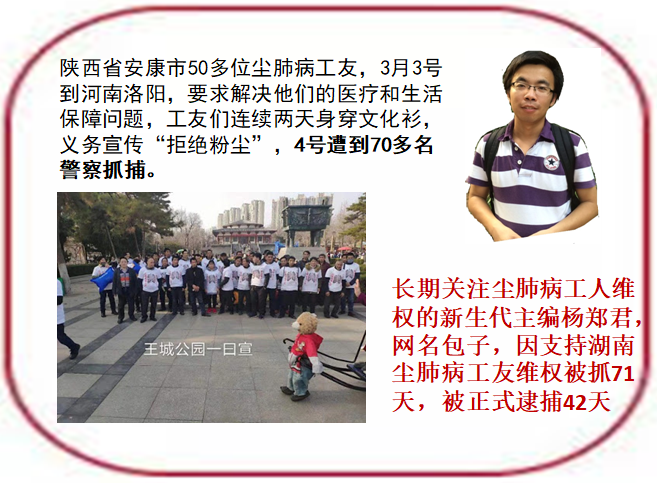 陕西省安康市50多位尘肺病工友，3月3号
到河南洛阳，要求解决他们的医疗和生活
保障问题，工友们连续两天身穿文化衫，
义务宣传“拒绝粉尘”，4号遭到70多名
警察抓捕。
王城公园一日宣
长期关注尘肺病工人维
权的新生代主编杨郑君，
网名包子，因支持湖南
尘肺病工友维权被抓71
天，被正式逮捕42天